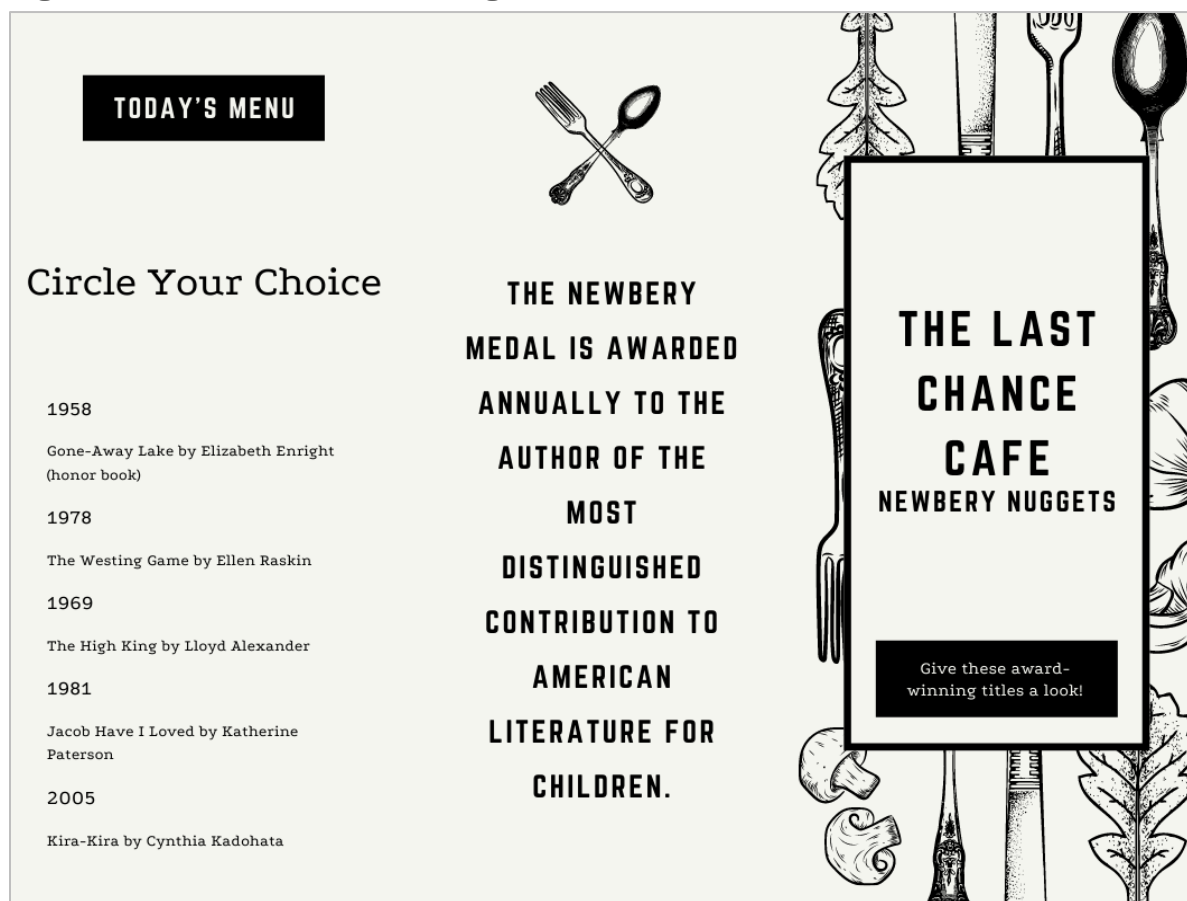 TODAY'S MENU
Circle Your Choice
1958
Gone-Away Lake by Elizabeth Enright
(honor book)
1978
The Westing Game by Ellen Raskin
1969
The High King by Lloyd Alexander
1981
Jacob Have I Loved by Katherine
Paterson
2005
Kira-Kira by Cynthia Kadohata
THE NEWBERY
MEDAL IS AWARDED
ANNUALLY TO THE
AUTHOR OF THE
MOST
DISTINGUISHED
CONTRIBUTION TO
AMERICAN
LITERATURE FOR
CHILDREN.
THE LAST
CHANCE
CAFE
NEWBERY NUGGETS
Give these award-
winning titles a look!